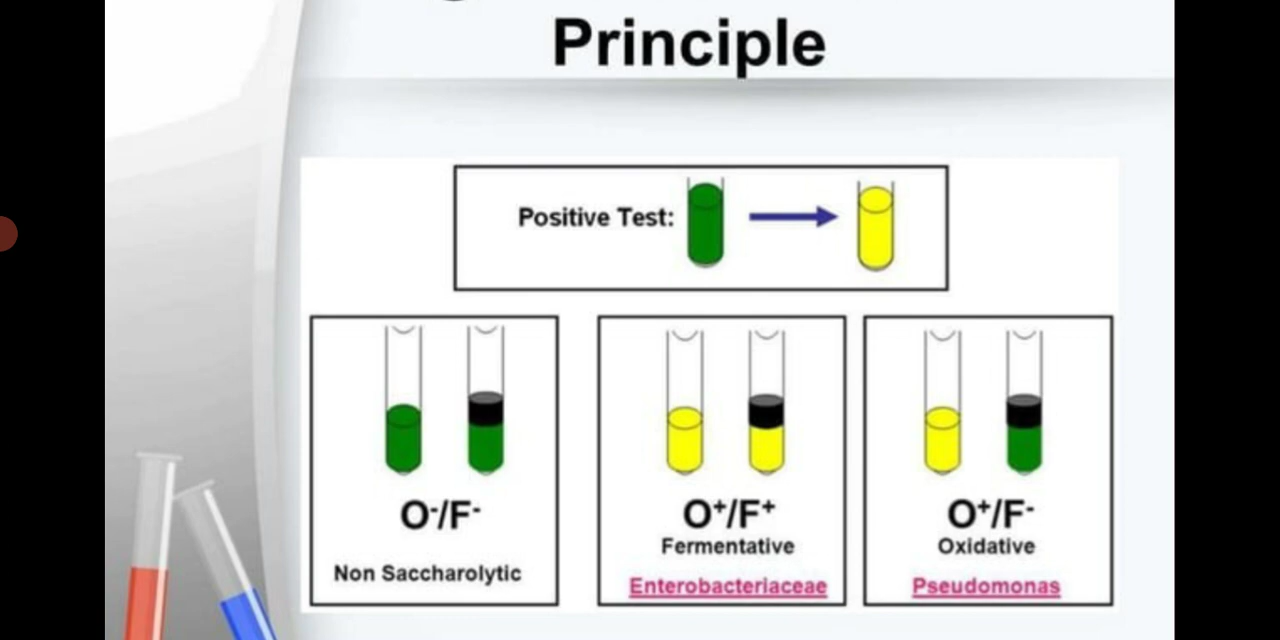 Principle
Positive Test:
O⁻/F⁻
Non Saccharolytic
O⁺/F⁺
Fermentative
Enterobacteriaceae
O⁺/F⁻
Oxidative
Pseudomonas